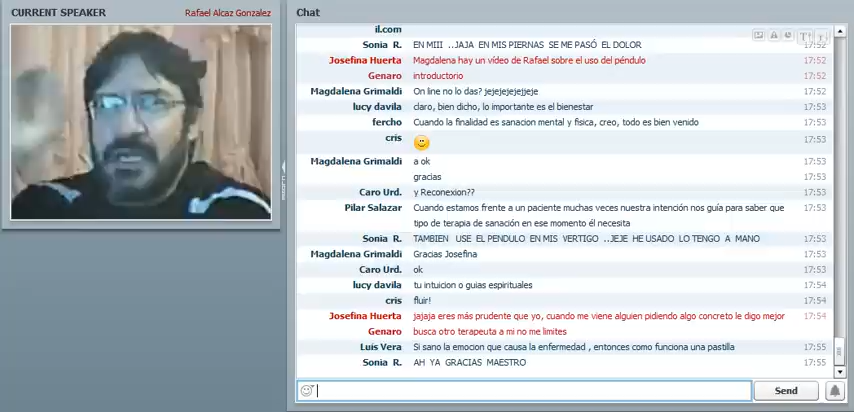 CURRENT SPEAKER
Rafael Alcaz Gonzalez
Chat
il.com
Sonia R. EN MIII ..JAJA EN MIS PIERNAS SE ME PASÓ EL DOLOR 17:52
Josefina Huerta Magdalena hay un vídeo de Rafael sobre el uso del péndulo 17:52
Genaro introductorio 17:52
Magdalena Grimaldi On line no lo das? jejejejejejjeje 17:52
lucy davila claro, bien dicho, lo importante es el bienestar 17:53
fercho Cuando la finalidad es sanacion mental y fisica, creo, todo es bien venido 17:53
cris 17:53
Magdalena Grimaldi a ok 17:53
gracias 17:53
Caro Urd. y Reconexion?? 17:53
Pilar Salazar Cuando estamos frente a un paciente muchas veces nuestra intención nos guía para saber que 17:53
tipo de terapia de sanación en ese momento él necesita
Sonia R. TAMBIEN USE EL PENDULO EN MIS VERTIGO ..JEJE HE USADO LO TENGO A MANO 17:53
Magdalena Grimaldi Gracias Josefina 17:53
Caro Urd. ok 17:53
lucy davila tu intuicion o guias espirituales 17:54
cris fluir! 17:54
Josefina Huerta jajaja eres más prudente que yo, cuando me viene alguien pidiendo algo concreto le digo mejor 17:54
Genaro busca otro terapeuta a mi no me limites
Luis Vera Si sano la emocion que causa la enfermedad , entonces como funciona una pastilla 17:55
Sonia R. AH YA GRACIAS MAESTRO 17:55
Send